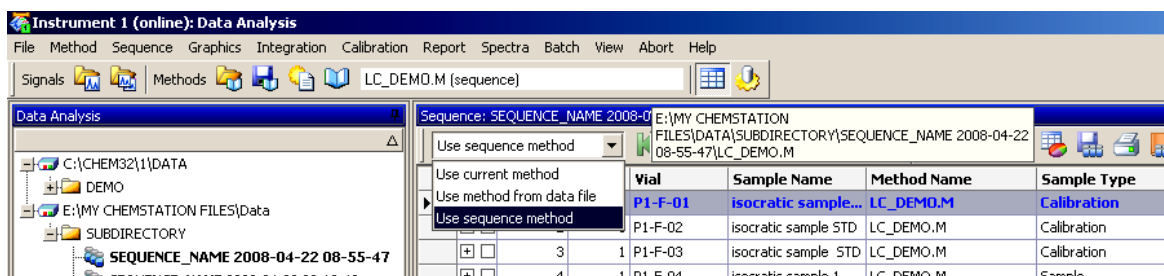 Instrument 1 (online): Data Analysis
File Method Sequence Graphics Integration Calibration Report Spectra Batch View Abort Help
Signals Methods LC_DEMO.M (sequence)
Data Analysis
C:\CHEM32\1\DATA
DEMO
E:\MY CHEMSTATION FILES\Data
SUBDIRECTORY
SEQUENCE_NAME 2008-04-22 08-55-47
Sequence: SEQUENCE_NAME 2008-0
E:\MY CHEMSTATION
FILES\DATA\SUBDIRECTORY\SEQUENCE_NAME 2008-04-22
08-55-47\LC_DEMO.M
Use sequence method
Use current method
Use method from data file
Use sequence method
Vial Sample Name Method Name Sample Type
P1-F-01 isocratic sample... LC_DEMO.M Calibration
P1-F-02 isocratic sample STD LC_DEMO.M Calibration
3 1 P1-F-03 isocratic sample STD LC_DEMO.M Calibration